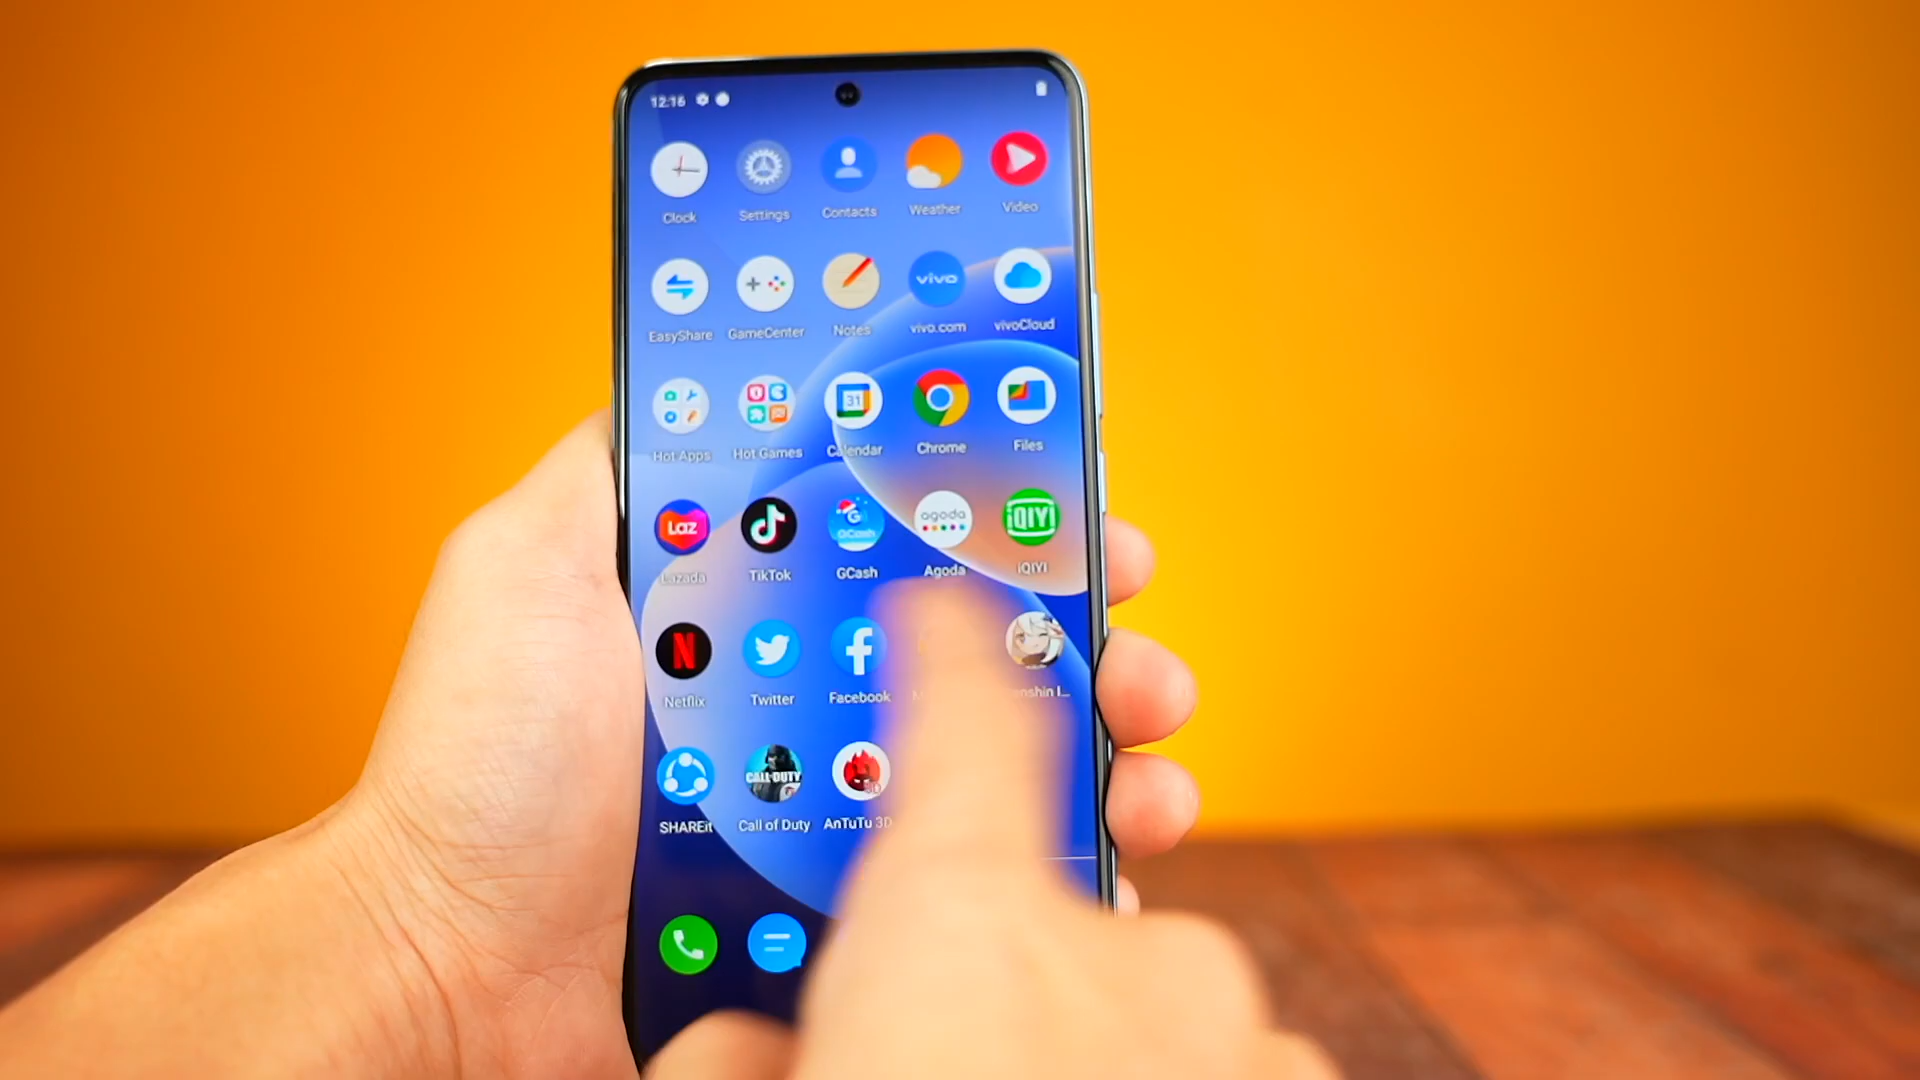 12:16
Clock Settings Contacts Weather Video
vivo
EasyShare GameCenter Notes vivo.com vivoCloud
31
Hot Apps Hot Games Calendar Chrome Files
Laz G GCash agoda iQIYI
Lazada TikTok GCash Agoda iQIYI
N f
Netflix Twitter Facebook
CALL DUTY 3D
SHAREit Call of Duty AnTuTu 3D